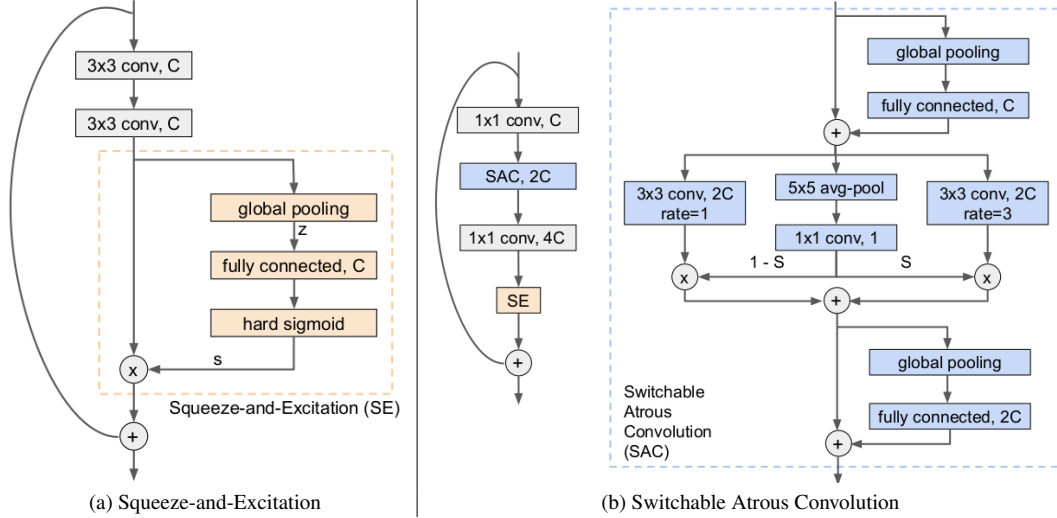 3x3 conv, C
3x3 conv, C
global pooling
z
fully connected, C
hard sigmoid
s
x
Squeeze-and-Excitation (SE)
+
(a) Squeeze-and-Excitation
1x1 conv, C
SAC, 2C
1x1 conv, 4C
SE
+
global pooling
fully connected, C
+
3x3 conv, 2C
rate=1
5x5 avg-pool
1x1 conv, 1
3x3 conv, 2C
rate=3
1 - S
S
x
x
+
global pooling
fully connected, 2C
+
Switchable
Atrous
Convolution
(SAC)
(b) Switchable Atrous Convolution